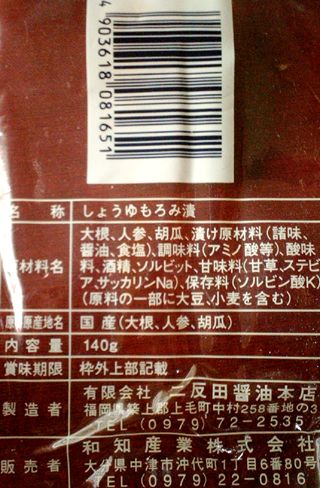 4 903618 081651
名 称 しょうゆもろみ漬
原材料名 大根、人参、胡瓜、漬け原材料(諸味、
醤油、食塩)、調味料(アミノ酸等)、酸味
料、酒精、ソルビット、甘味料(甘草、ステビ
ア、サッカリンNa)、保存料(ソルビン酸K)
(原料の一部に大豆、小麦を含む)
原料原産地名 国産(大根、人参、胡瓜)
内 容 量 140g
賞味期限 枠外上部記載
製 造 者 有限会社 二反田醤油本店
福岡県築上郡上毛町中村258番地の3
TEL(0979)72-2535
販 売 者 和知産業株式会社
大分県中津市沖代町1丁目6番80号
TEL(0979)22-0816